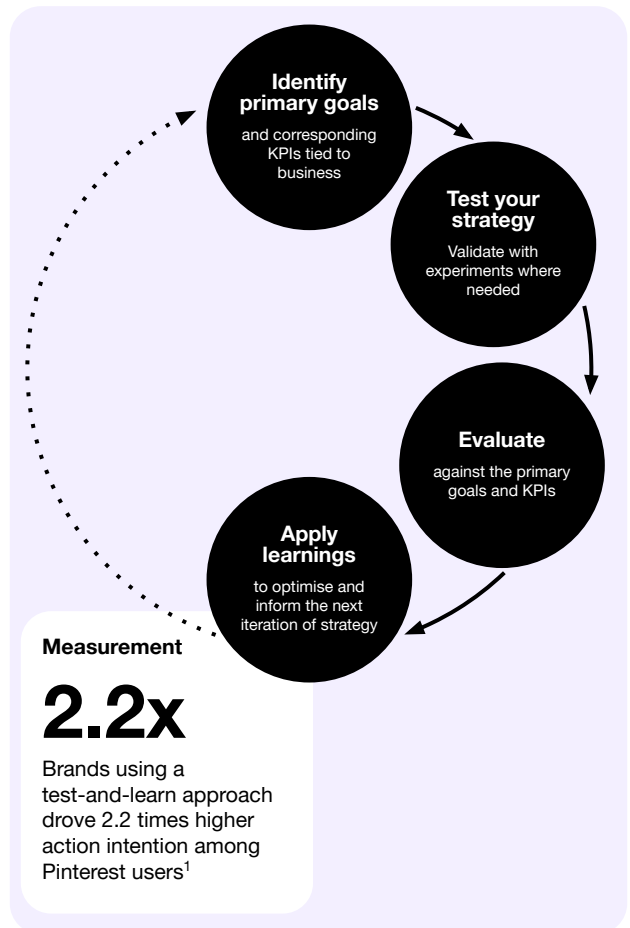 Identify
primary goals
and corresponding
KPIs tied to
business
Test your
strategy
Validate with
experiments where
needed
Evaluate
against the primary
goals and KPIs
Apply
learnings
to optimise and
inform the next
iteration of strategy
Measurement
2.2x
Brands using a
test-and-learn approach
drove 2.2 times higher
action intention among
Pinterest users¹